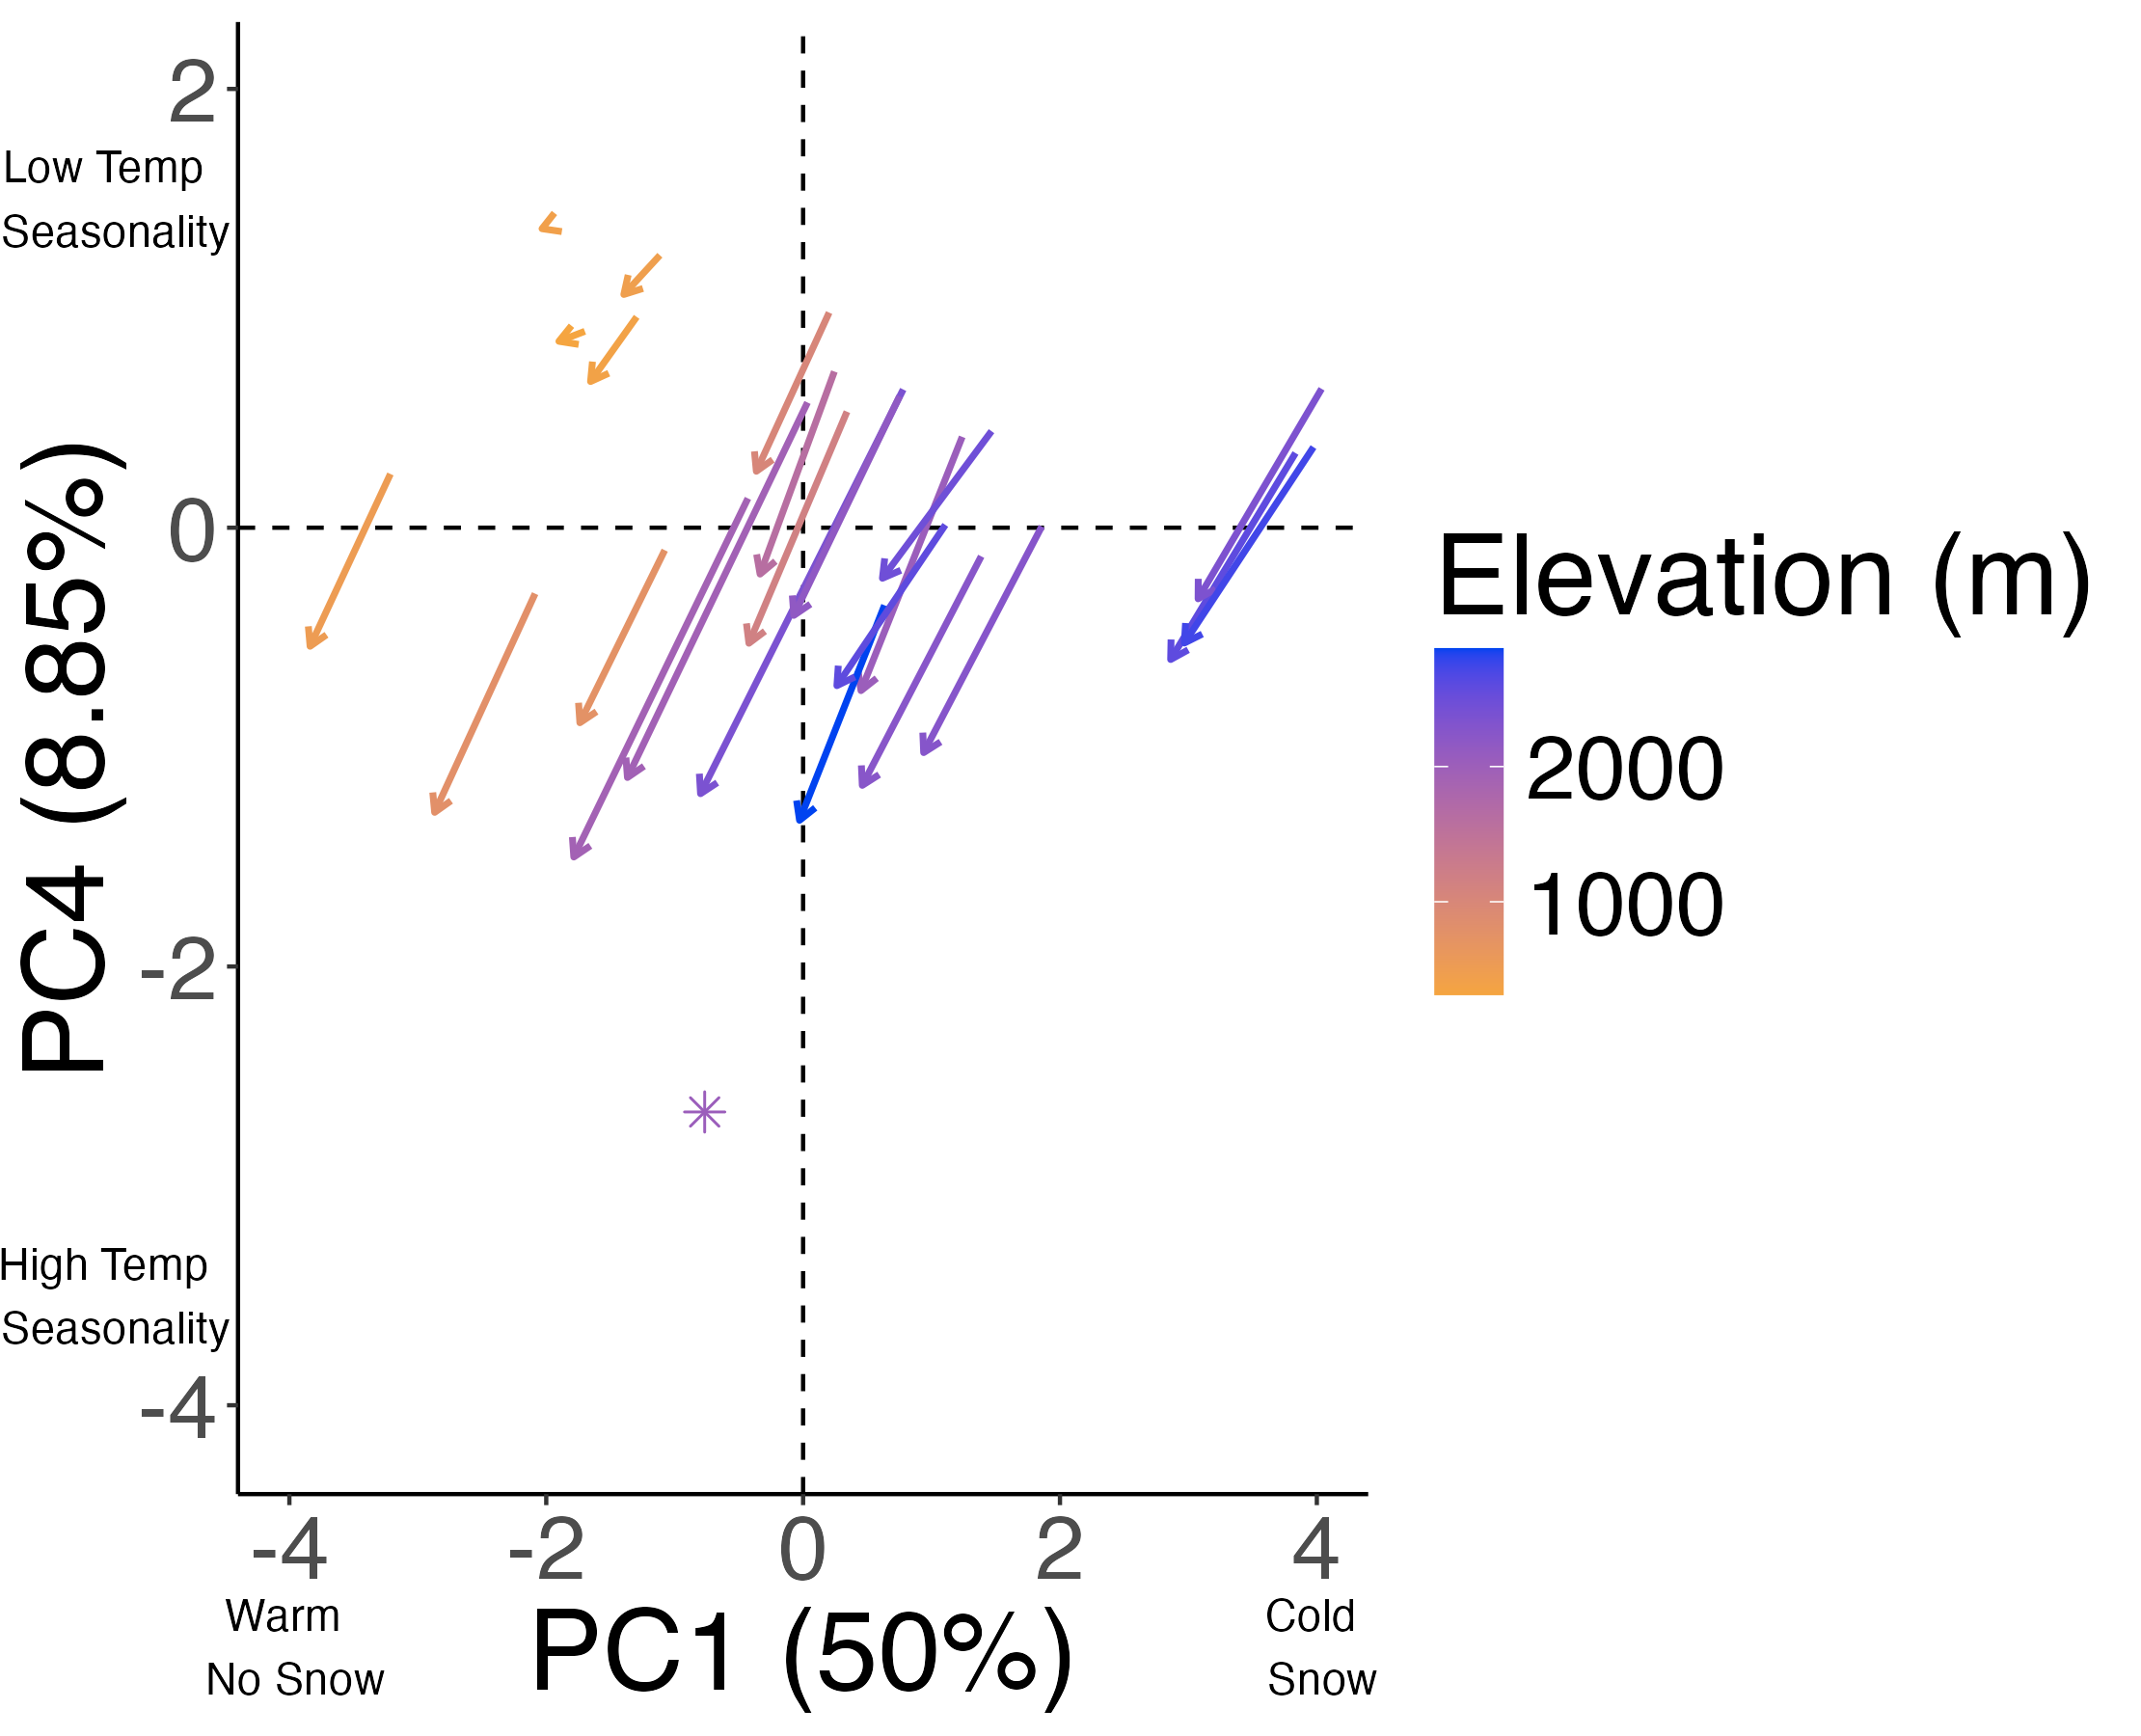 2
Low Temp
Seasonality
0
-2
High Temp
Seasonality
-4
PC4 (8.85%)
-4
-2
0
2
4
Warm
No Snow
PC1 (50%)
Cold
Snow
Elevation (m)
2000
1000